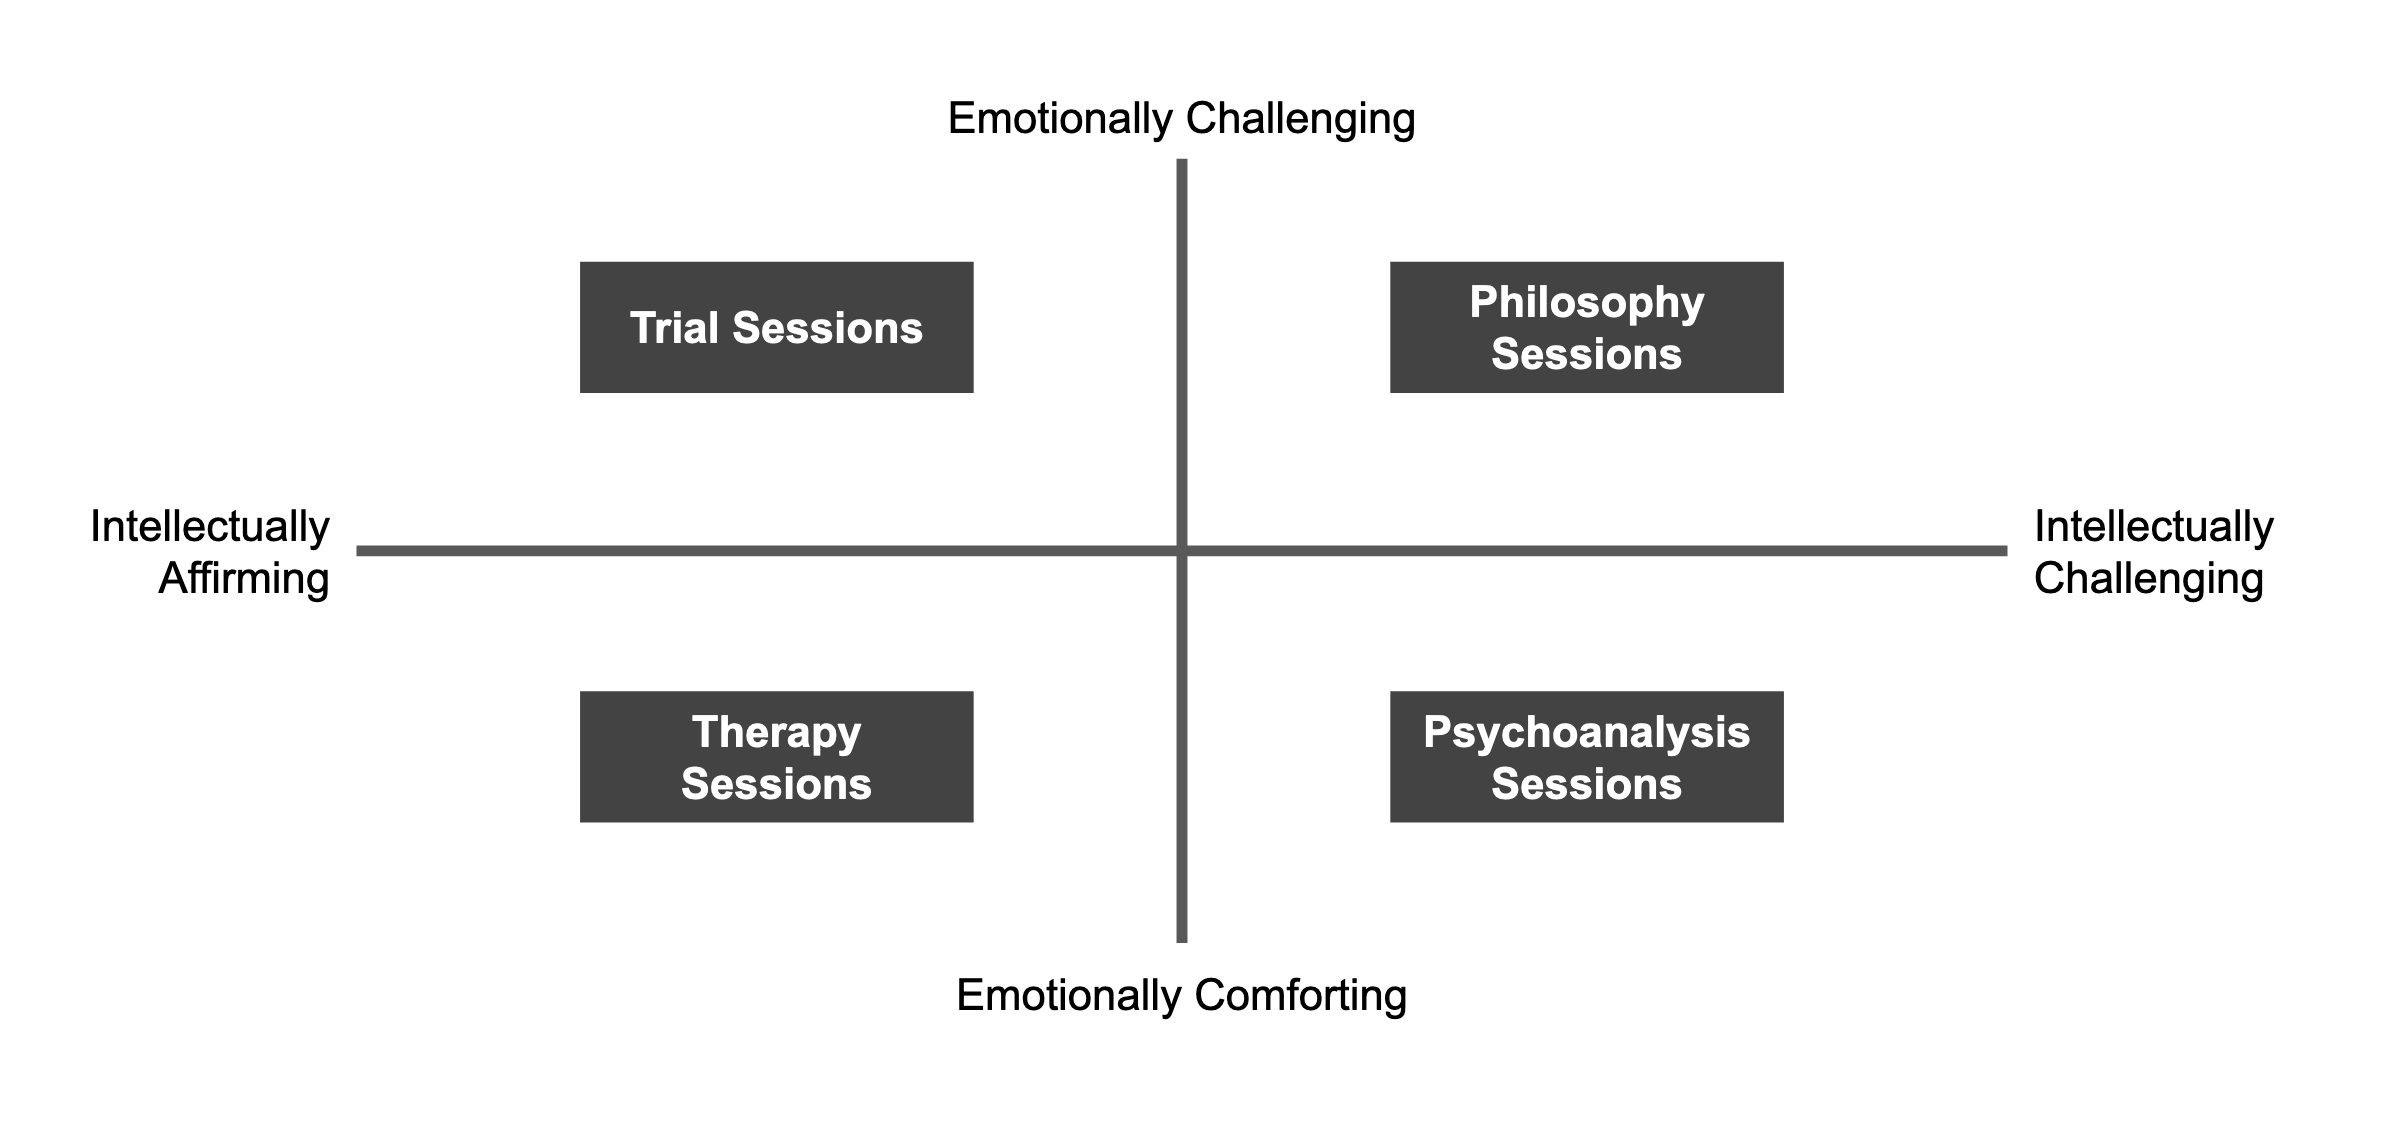 Emotionally Challenging
Trial Sessions
Philosophy
Sessions
Intellectually
Affirming
Intellectually
Challenging
Therapy
Sessions
Psychoanalysis
Sessions
Emotionally Comforting